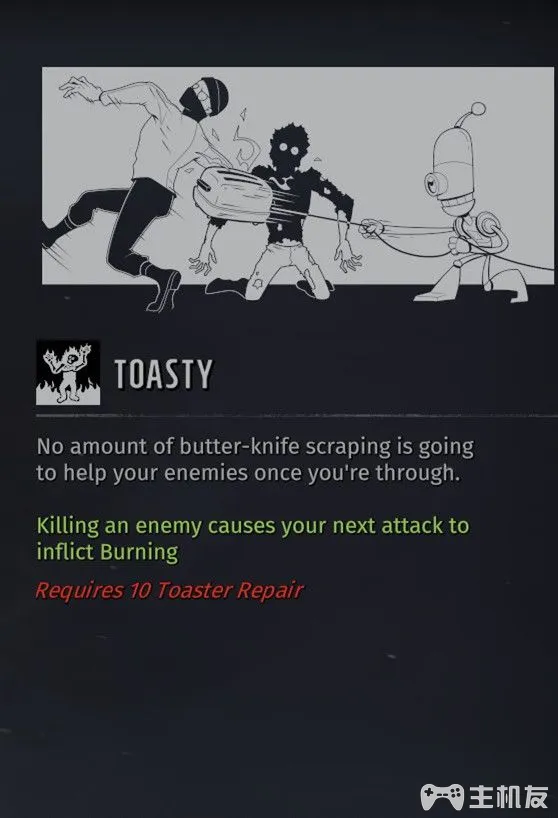 TOASTY
No amount of butter-knife scraping is going
to help your enemies once you're through.
Killing an enemy causes your next attack to
inflict Burning
Requires 10 Toaster Repair
主机友